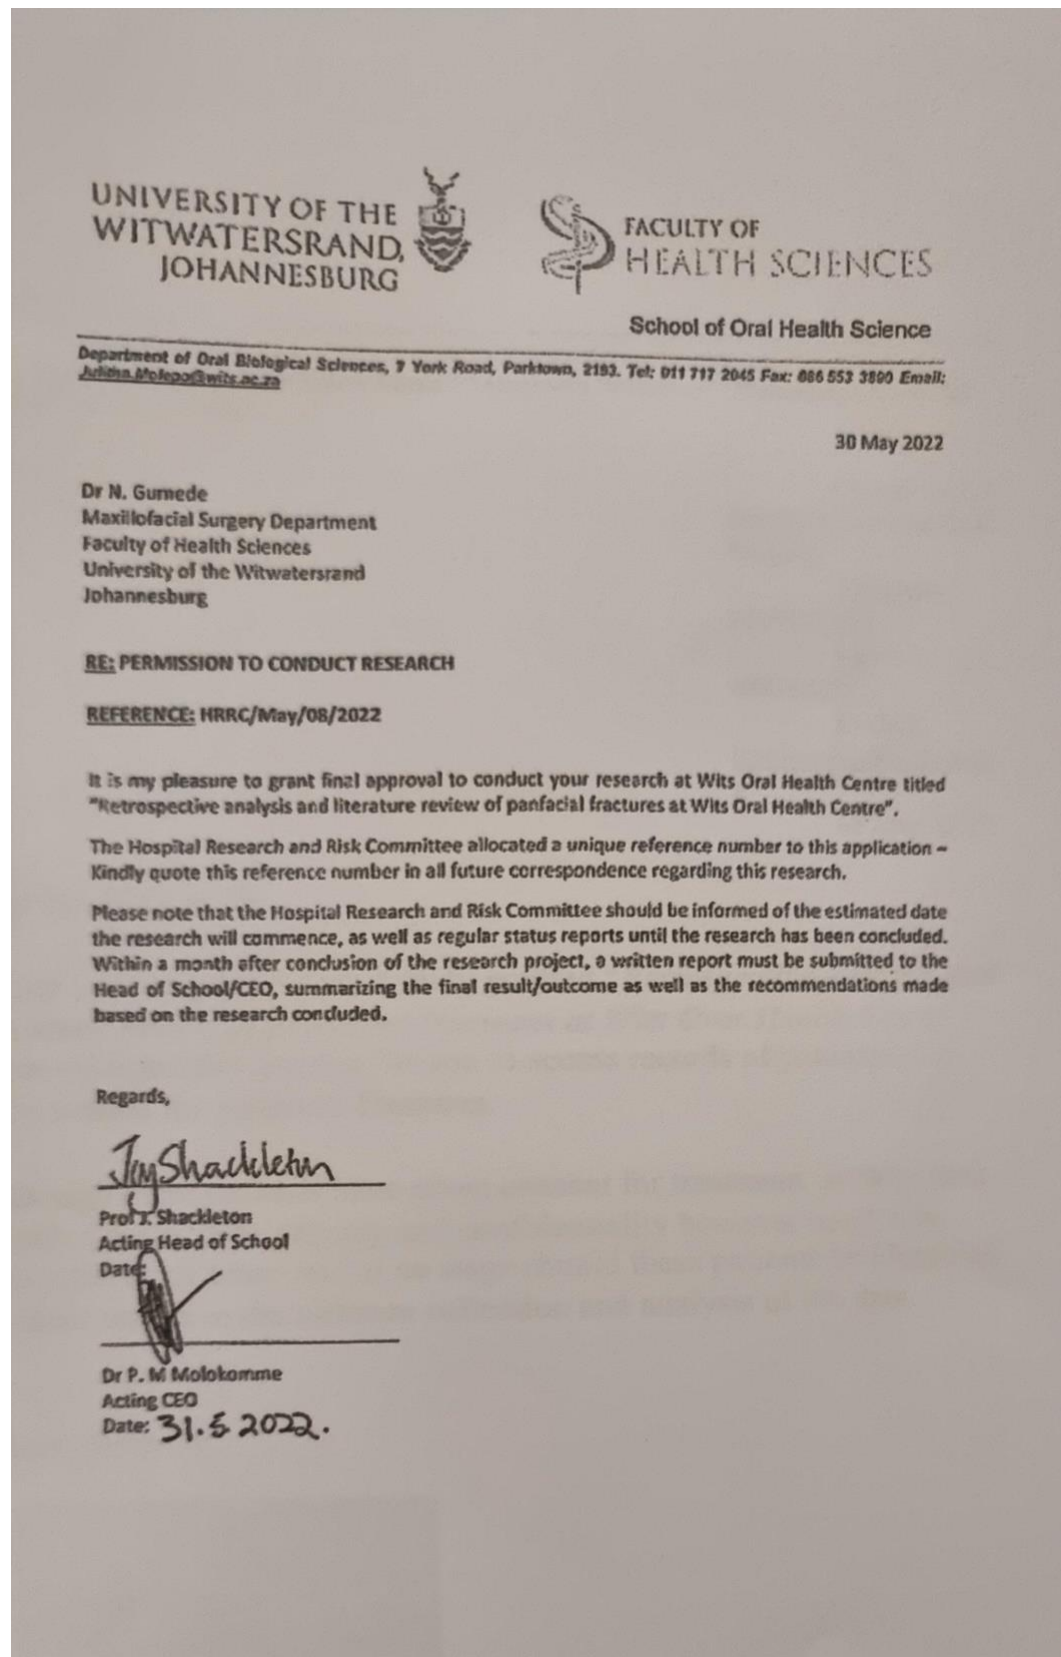 UNIVERSITY OF THE
WITWATERSRAND,
JOHANNESBURG
FACULTY OF
HEALTH SCIENCES
School of Oral Health Science
Department of Oral Biological Sciences, 7 York Road, Parktown, 2193. Tel: 011 717 2045 Fax: 086 553 3800 Email:
Julitha.Molepo@wits.ac.za
30 May 2022
Dr N. Gumede
Maxillofacial Surgery Department
Faculty of Health Sciences
University of the Witwatersrand
Johannesburg
RE: PERMISSION TO CONDUCT RESEARCH
REFERENCE: HRRC/May/08/2022
It is my pleasure to grant final approval to conduct your research at Wits Oral Health Centre titled
"Retrospective analysis and literature review of panfacial fractures at Wits Oral Health Centre".
The Hospital Research and Risk Committee allocated a unique reference number to this application –
Kindly quote this reference number in all future correspondence regarding this research.
Please note that the Hospital Research and Risk Committee should be informed of the estimated date
the research will commence, as well as regular status reports until the research has been concluded.
Within a month after conclusion of the research project, a written report must be submitted to the
Head of School/CEO, summarizing the final result/outcome as well as the recommendations made
based on the research concluded.
Regards,
JayShackleton
Prof J. Shackleton
Acting Head of School
Date:
Dr P. M Molokomme
Acting CEO
Date: 31.5 2022.